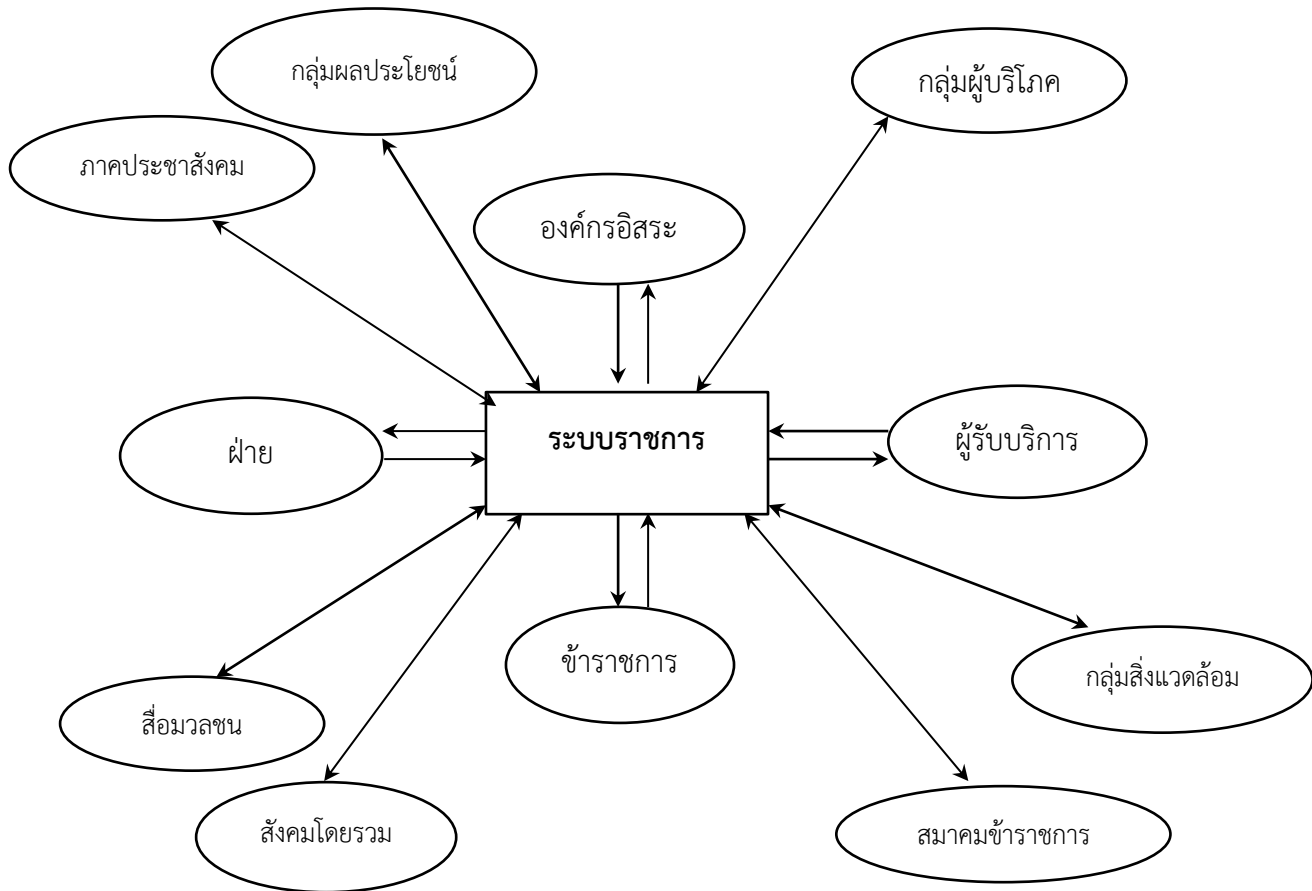 กลุ่มผลประโยชน์
กลุ่มผู้บริโภค
ภาคประชาสังคม
องค์กรอิสระ
ฝ่าย
ระบบราชการ
ผู้รับบริการ
ข้าราชการ
กลุ่มสิ่งแวดล้อม
สื่อมวลชน
สังคมโดยรวม
สมาคมข้าราชการ